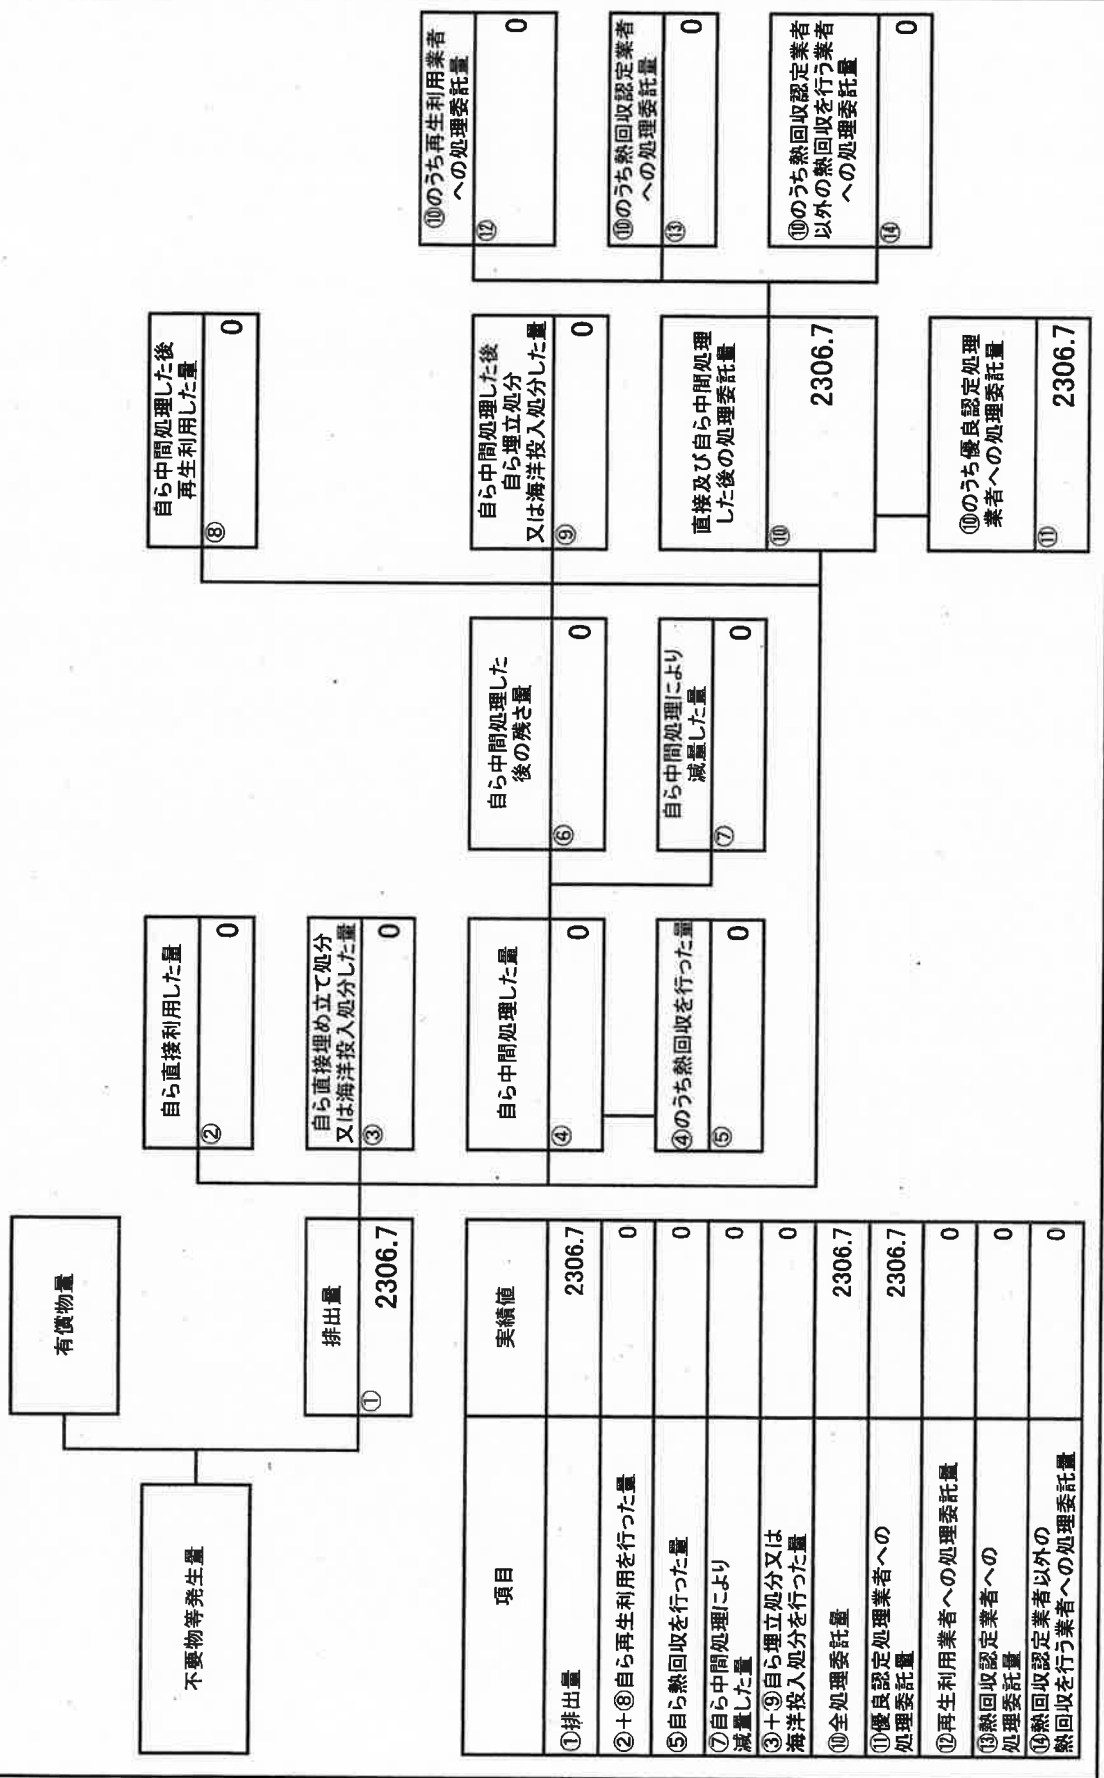 有償物量
不要物等発生量
排出量
① 2306.7
自ら直接利用した量
② 0
自ら直接埋め立て処分
又は海洋投入処分した量
③ 0
自ら中間処理した量
④ 0
④のうち熱回収を行った量
⑤ 0
自ら中間処理した
後の残さ量
⑥ 0
自ら中間処理により
減量した量
⑦ 0
自ら中間処理した後
再生利用した量
⑧ 0
自ら中間処理した後
自ら埋立処分
又は海洋投入処分した量
⑨ 0
直接及び自ら中間処理
した後の処理委託量
⑩ 2306.7
⑩のうち優良認定処理
業者への処理委託量
⑪ 2306.7
⑩のうち再生利用業者
への処理委託量
⑫ 0
⑩のうち熱回収認定業者
への処理委託量
⑬ 0
⑩のうち熱回収認定業者
以外の熱回収を行う業者
への処理委託量
⑭ 0
項目 実績値
①排出量 2306.7
②+⑧自ら再生利用を行った量 0
⑤自ら熱回収を行った量 0
⑦自ら中間処理により
減量した量 0
③+⑨自ら埋立処分又は
海洋投入処分を行った量 0
⑩全処理委託量 2306.7
⑪優良認定処理業者への
処理委託量 2306.7
⑫再生利用業者への処理委託量 0
⑬熱回収認定業者への
処理委託量 0
⑭熱回収認定業者以外の
熱回収を行う業者への処理委託量 0